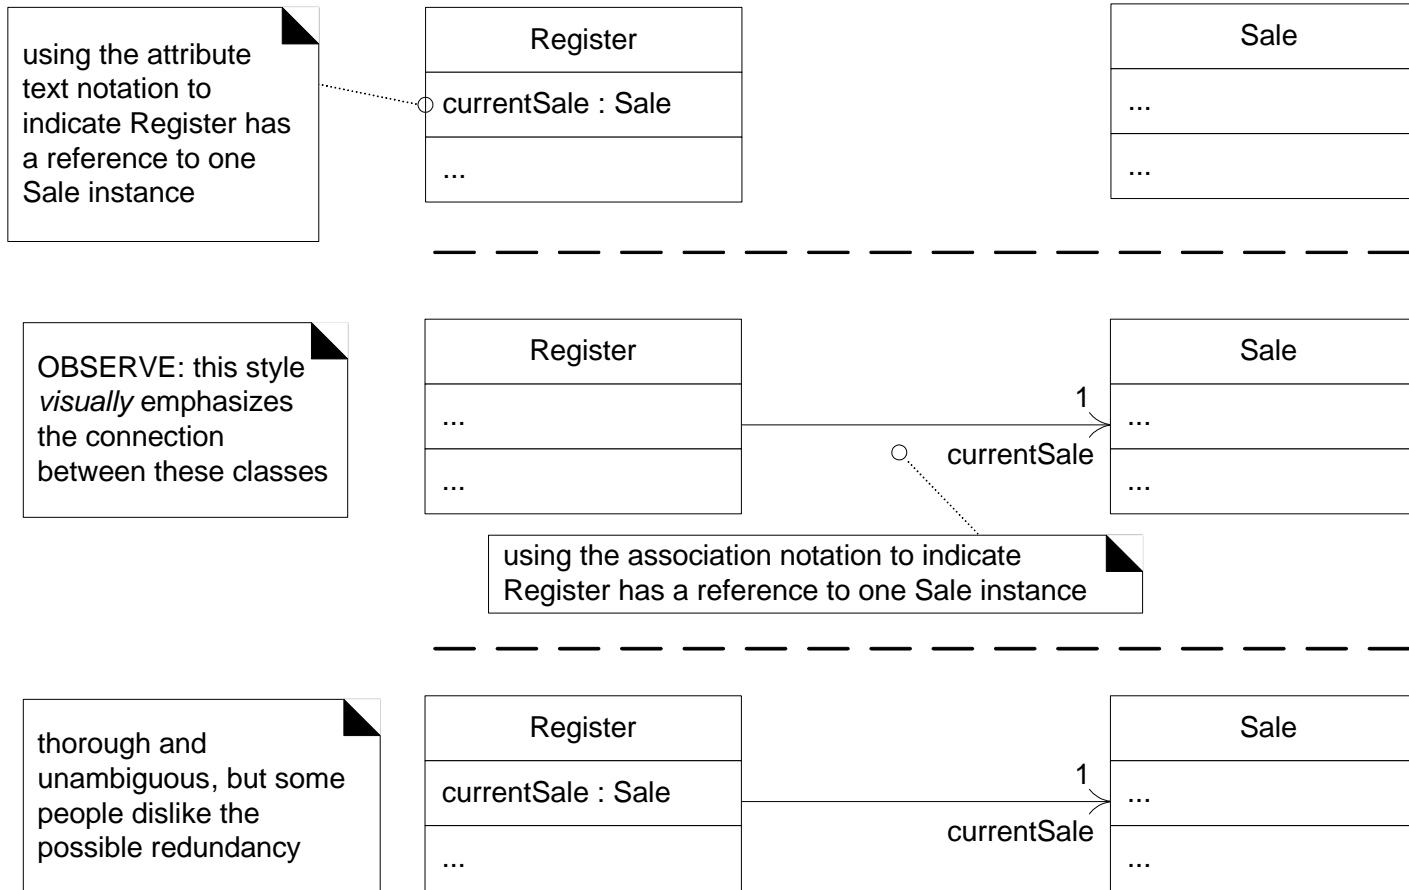 using the attribute
text notation to
indicate Register has
a reference to one
Sale instance
Register
currentSale : Sale
...
Sale
...
...
OBSERVE: this style
visually emphasizes
the connection
between these classes
Register
...
...
1
currentSale
Sale
...
...
using the association notation to indicate
Register has a reference to one Sale instance
thorough and
unambiguous, but some
people dislike the
possible redundancy
Register
currentSale : Sale
...
1
currentSale
Sale
...
...